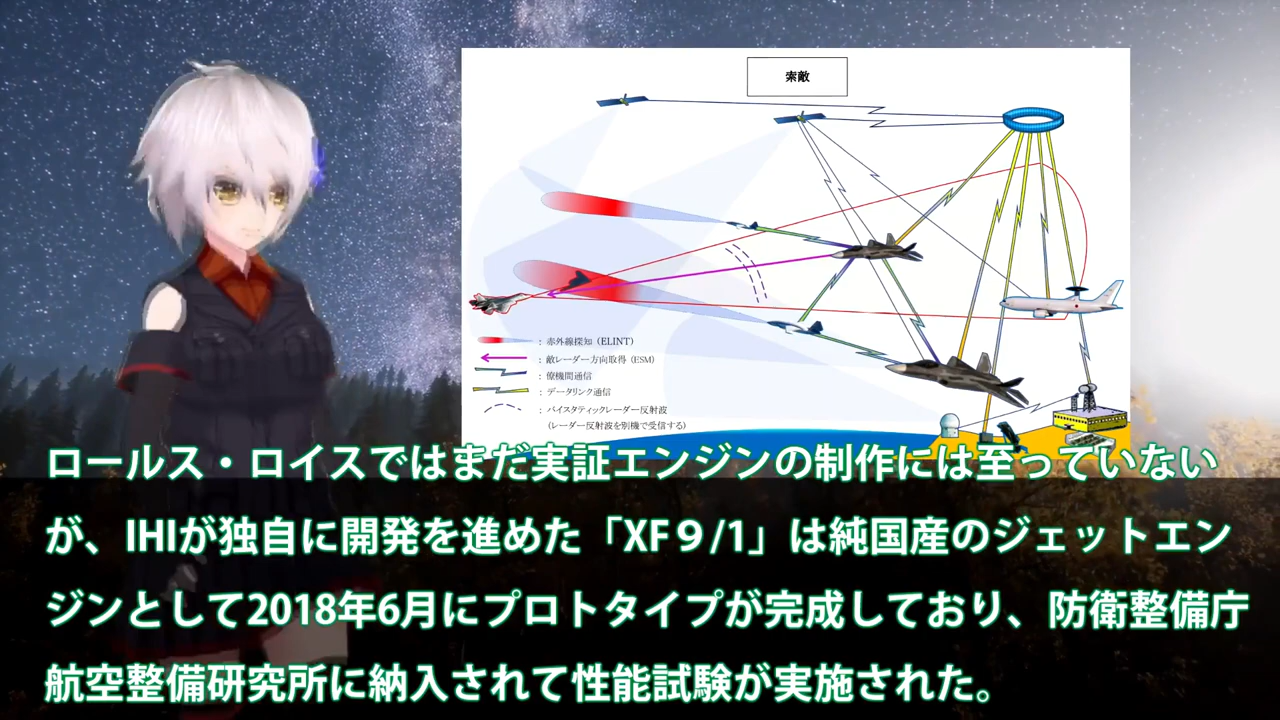 索敵
：赤外線探知（ELINT）
：敵レーダー方向取得（ESM）
：僚機間通信
：データリンク通信
：バイスタティックレーダー反射波
（レーダー反射波を別機で受信する）
ロールス・ロイスではまだ実証エンジンの制作には至っていない
が、IHIが独自に開発を進めた「XF９/1」は純国産のジェットエン
ジンとして2018年6月にプロトタイプが完成しており、防衛整備庁
航空整備研究所に納入されて性能試験が実施された。